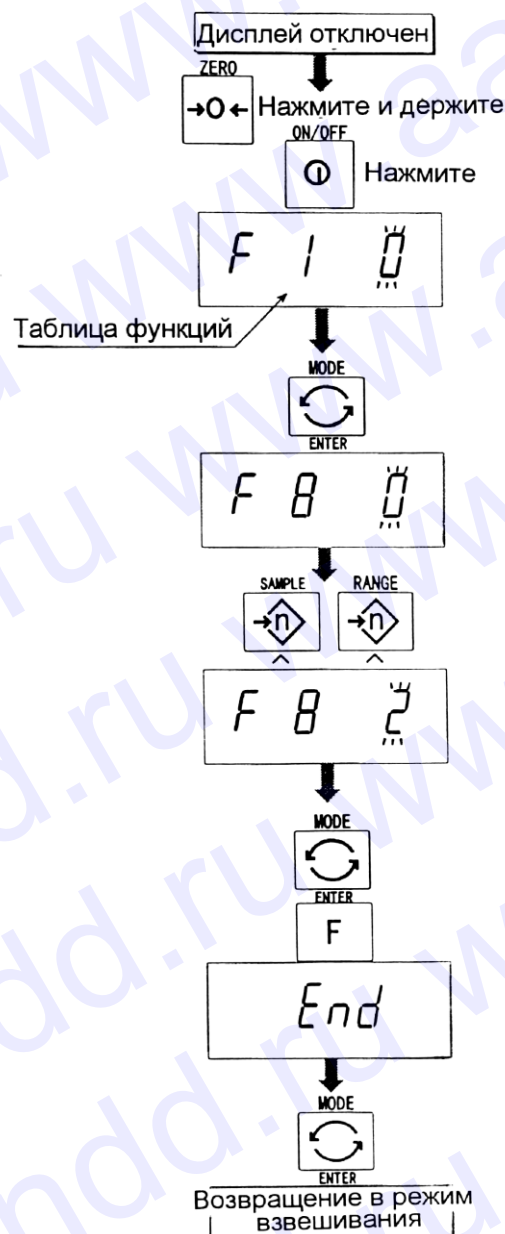 Дисплей отключен
ZERO
→0← Нажмите и держите
ON/OFF
Нажмите
F 1 0
Таблица функций
MODE
ENTER
F 8 0
SAMPLE RANGE
→n →n
F 8 2
MODE
ENTER
F
End
MODE
ENTER
Возвращение в режим
взвешивания